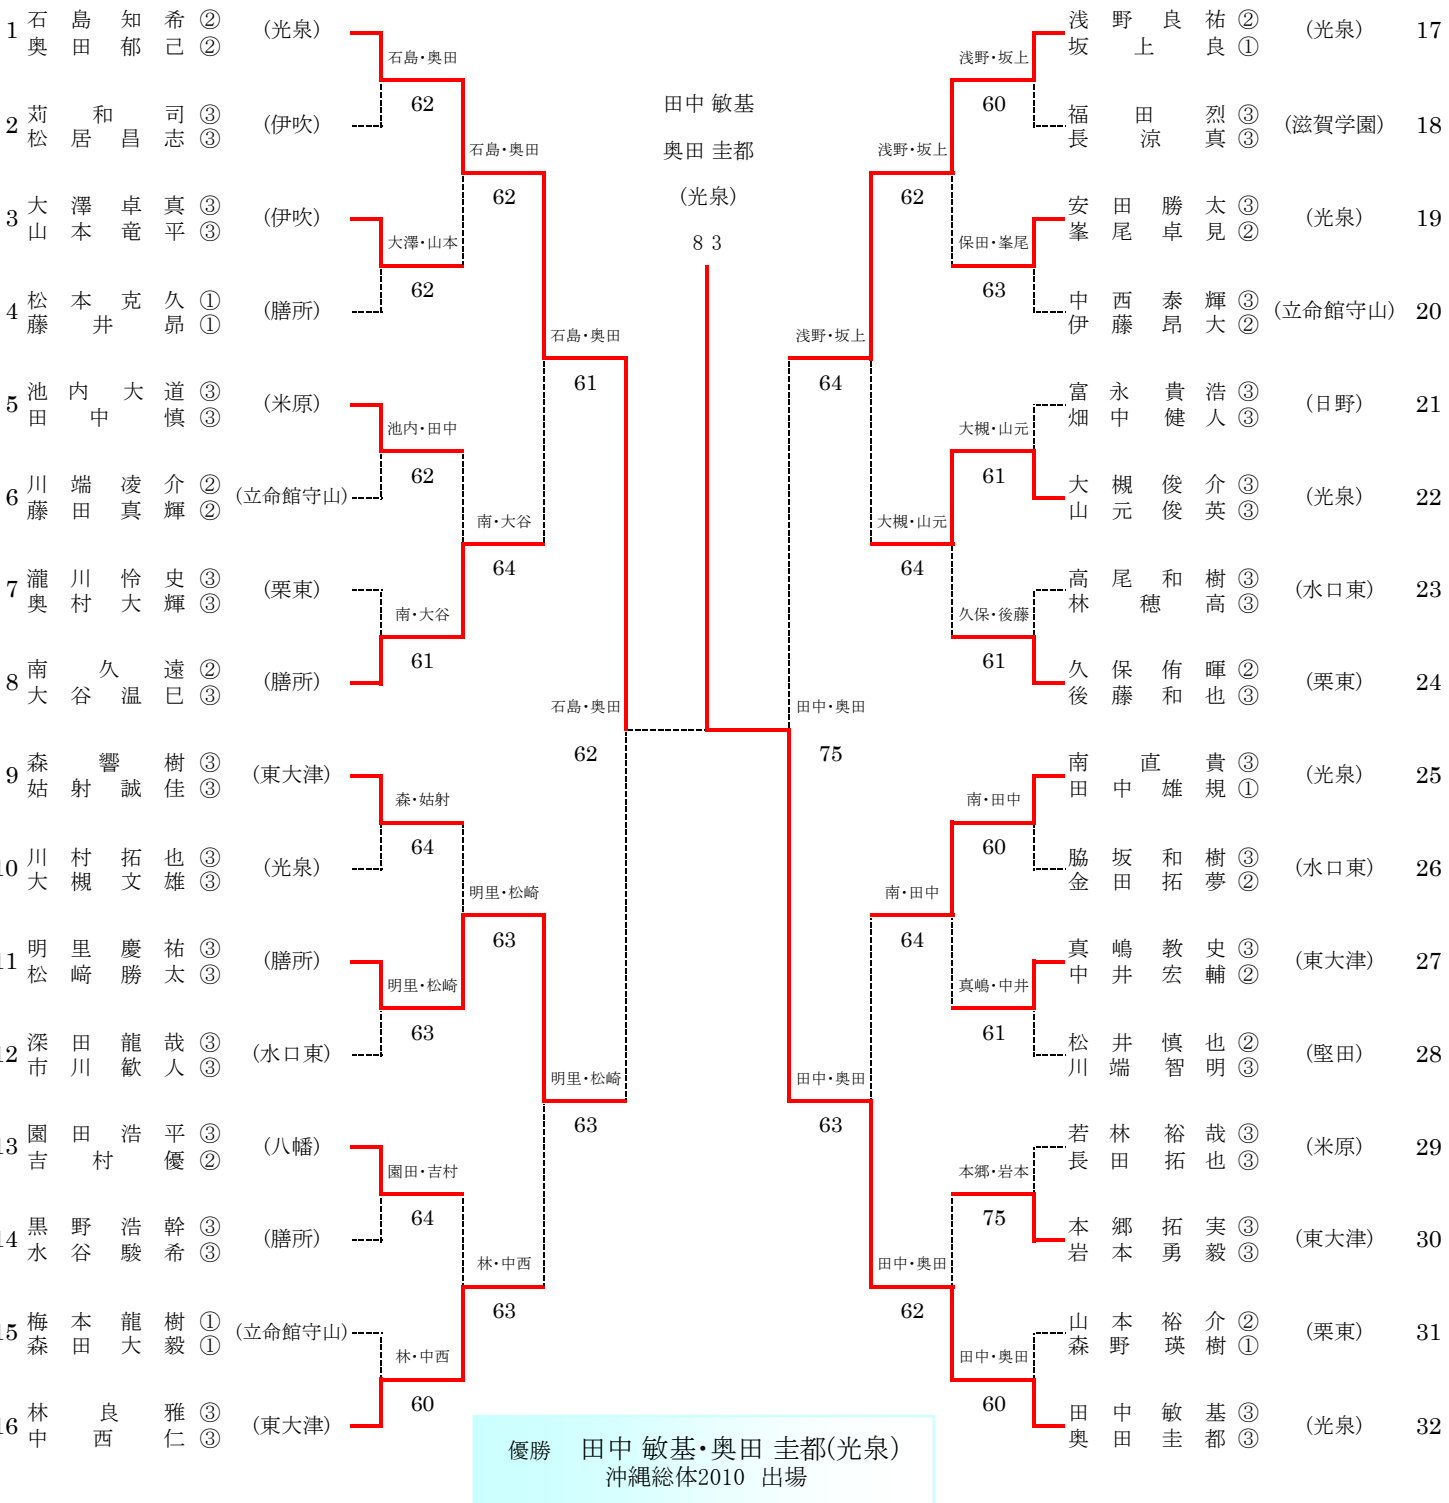 1 石島知希② (光泉)
奥田郁己②
2 苅和司③ (伊吹)
松居昌志③
3 大澤卓真③ (伊吹)
山本竜平③
4 松本克久① (膳所)
藤井昴①
5 池内大道③ (米原)
田中慎③
6 川端凌介② (立命館守山)
藤田真輝②
7 瀧川怜史③ (栗東)
奥村大輝③
8 南久遠② (膳所)
大谷温巳③
9 森響樹③ (東大津)
姑射誠佳③
10 川村拓也③ (光泉)
大槻文雄③
11 明里慶祐③ (膳所)
松﨑勝太③
12 深田龍哉③ (水口東)
市川歓人③
13 園田浩平③ (八幡)
吉村優②
14 黒野浩幹③ (膳所)
水谷駿希③
15 梅本龍樹① (立命館守山)
森田大毅①
16 林良雅③ (東大津)
中西仁③
石島・奥田
62
大澤・山本
62
池内・田中
62
南・大谷
61
森・姑射
64
明里・松崎
63
園田・吉村
64
林・中西
60
石島・奥田
62
南・大谷
64
明里・松崎
63
林・中西
63
石島・奥田
61
明里・松崎
63
石島・奥田
62
田中 敏基
奥田 圭都
(光泉)
8 3
田中・奥田
75
浅野・坂上
64
田中・奥田
63
浅野・坂上
62
大槻・山元
64
南・田中
64
田中・奥田
62
浅野・坂上
60
保田・峯尾
63
大槻・山元
61
久保・後藤
61
南・田中
60
真嶋・中井
61
本郷・岩本
75
田中・奥田
60
浅野良祐② (光泉) 17
坂上良①
福田烈③ (滋賀学園) 18
長涼真③
安田勝太③ (光泉) 19
峯尾卓見②
中西泰輝③ (立命館守山) 20
伊藤昂大②
富永貴浩③ (日野) 21
畑中健人③
大槻俊介③ (光泉) 22
山元俊英③
高尾和樹③ (水口東) 23
林穂高③
久保侑暉② (栗東) 24
後藤和也③
南直貴③ (光泉) 25
田中雄規①
脇坂和樹③ (水口東) 26
金田拓夢②
真嶋教史③ (東大津) 27
中井宏輔②
松井慎也② (堅田) 28
川端智明③
若林裕哉③ (米原) 29
長田拓也③
本郷拓実③ (東大津) 30
岩本勇毅③
山本裕介② (栗東) 31
森野瑛樹①
田中敏基③ (光泉) 32
奥田圭都③
優勝 田中 敏基・奥田 圭都(光泉)
沖縄総体2010 出場